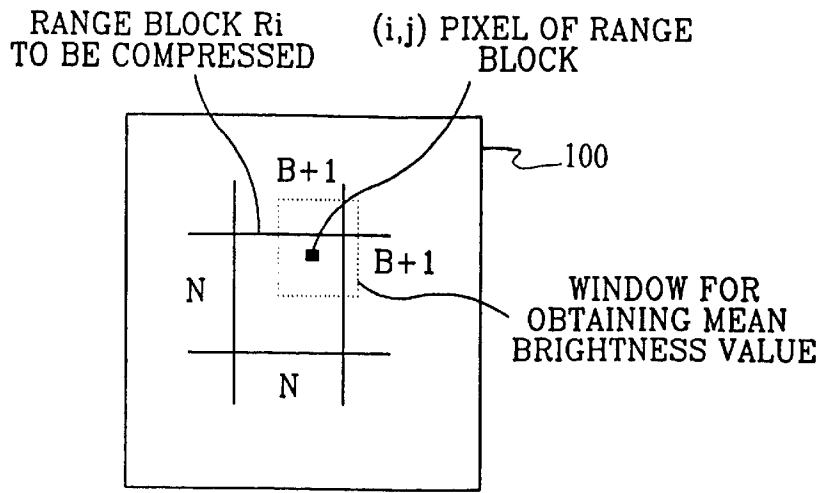 RANGE BLOCK Ri
TO BE COMPRESSED
(i,j) PIXEL OF RANGE
BLOCK
100
B+1
B+1
N
N
WINDOW FOR
OBTAINING MEAN
BRIGHTNESS VALUE